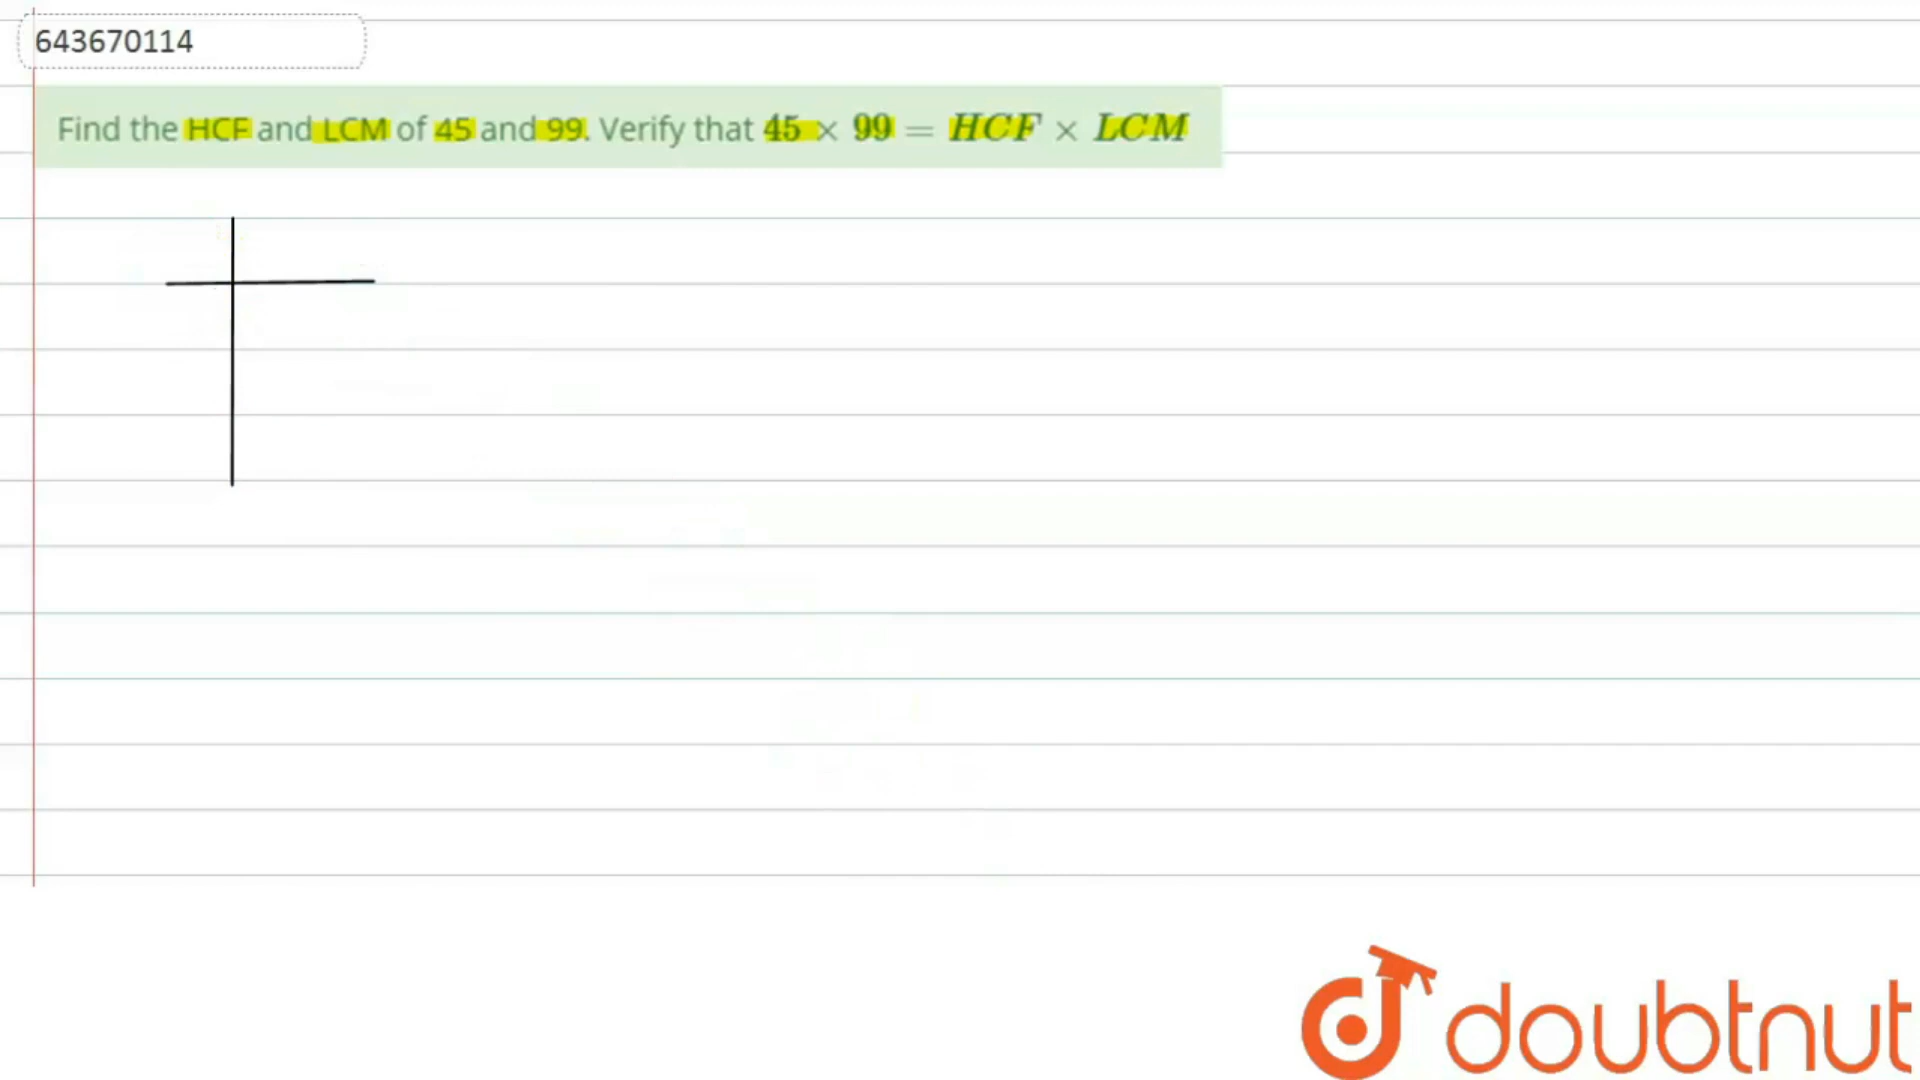 643670114
Find the HCF and LCM of 45 and 99. Verify that 45 × 99 = HCF × LCM
doubtnut